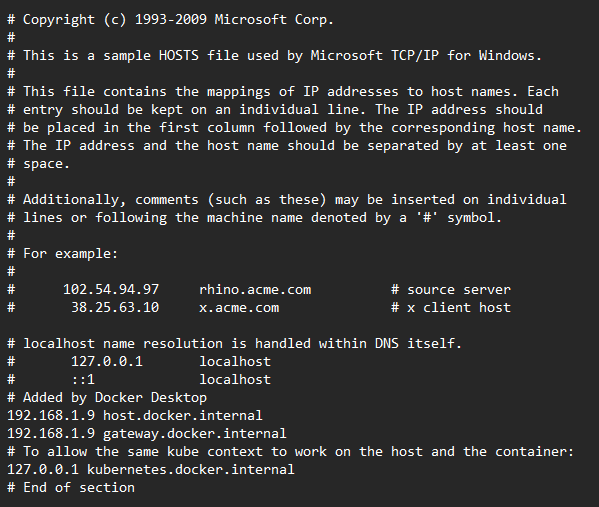 # Copyright (c) 1993-2009 Microsoft Corp.
#
# This is a sample HOSTS file used by Microsoft TCP/IP for Windows.
#
# This file contains the mappings of IP addresses to host names. Each
# entry should be kept on an individual line. The IP address should
# be placed in the first column followed by the corresponding host name.
# The IP address and the host name should be separated by at least one
# space.
#
# Additionally, comments (such as these) may be inserted on individual
# lines or following the machine name denoted by a '#' symbol.
#
# For example:
#
#      102.54.94.97     rhino.acme.com          # source server
#       38.25.63.10     x.acme.com              # x client host

# localhost name resolution is handled within DNS itself.
#       127.0.0.1       localhost
#       ::1             localhost
# Added by Docker Desktop
192.168.1.9 host.docker.internal
192.168.1.9 gateway.docker.internal
# To allow the same kube context to work on the host and the container:
127.0.0.1 kubernetes.docker.internal
# End of section